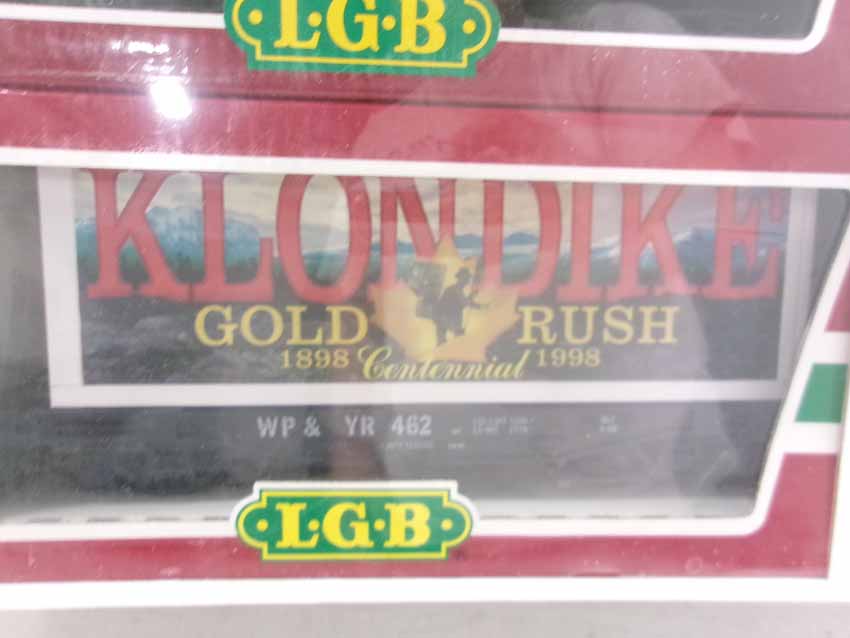 L·G·B
KLONDIKE
GOLD RUSH
1898 Centennial 1998
WP & YR 462
L·G·B